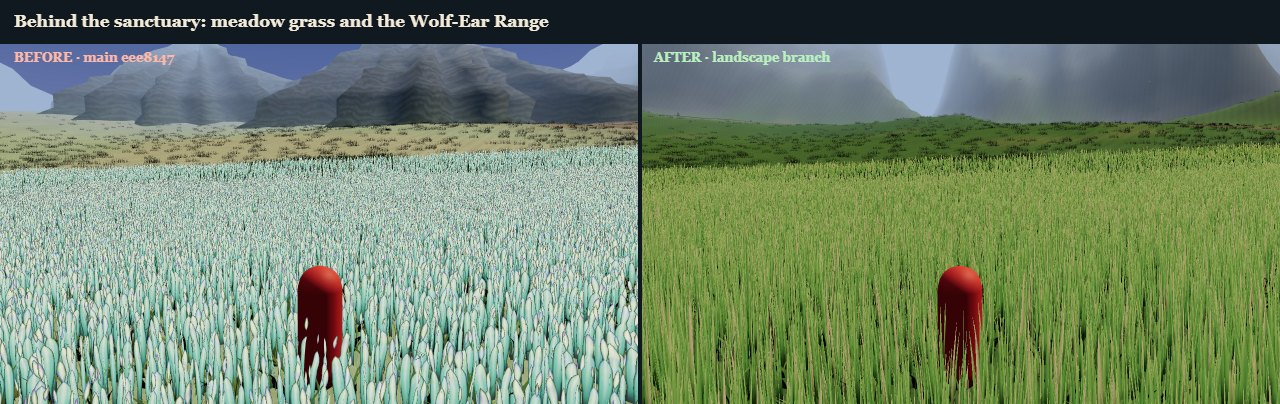 Behind the sanctuary: meadow grass and the Wolf-Ear Range
BEFORE · main eee8147
AFTER · landscape branch